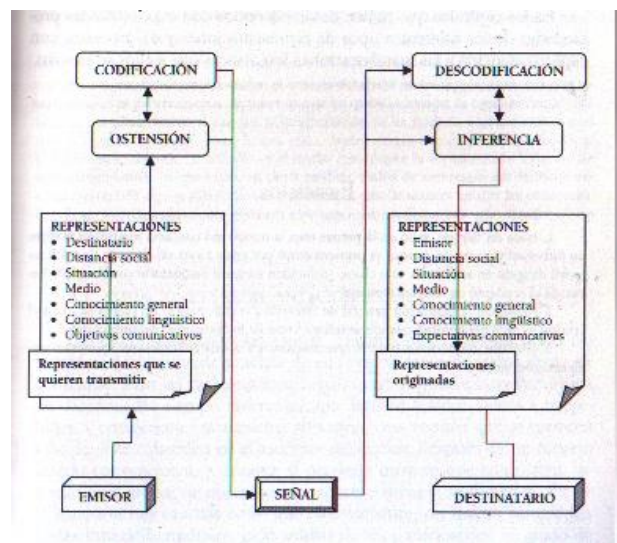 CODIFICACIÓN
OSTENSIÓN
DESCODIFICACIÓN
INFERENCIA
REPRESENTACIONES
• Destinatario
• Distancia social
• Situación
• Medio
• Conocimiento general
• Conocimiento lingüístico
• Objetivos comunicativos
Representaciones que se
quieren transmitir
REPRESENTACIONES
• Emisor
• Distancia social
• Situación
• Medio
• Conocimiento general
• Conocimiento lingüístico
• Expectativas comunicativas
Representaciones
originadas
EMISOR
SEÑAL
DESTINATARIO